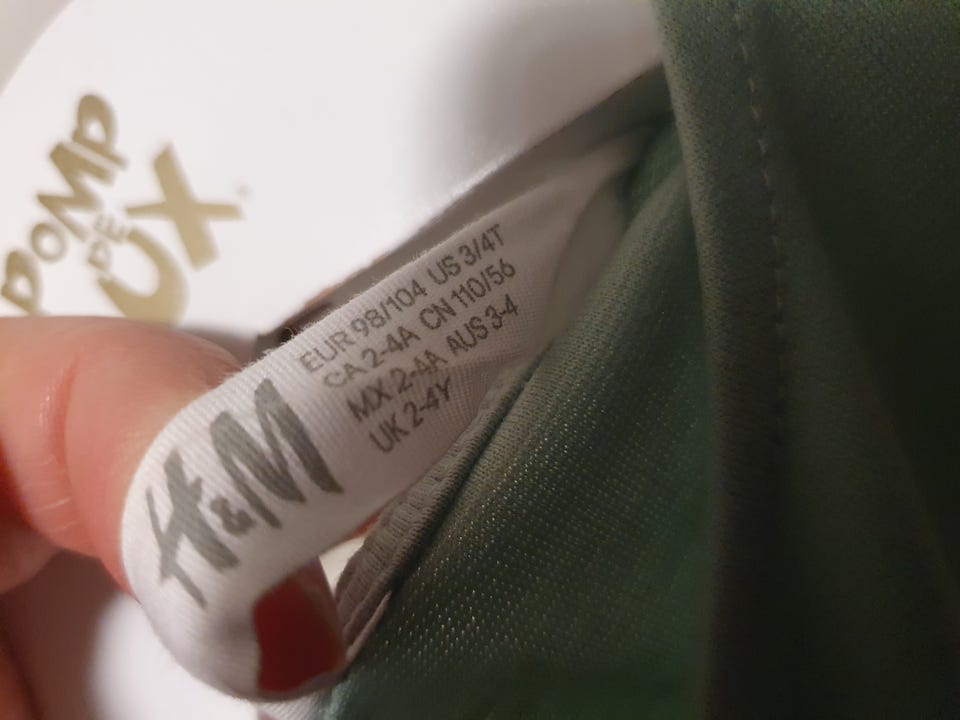 POMP
DE
LUX
H&M
EUR 98/104 US 3/4T
CA 2-4A CN 110/56
MX 2-4A AUS 3-4
UK 2-4Y